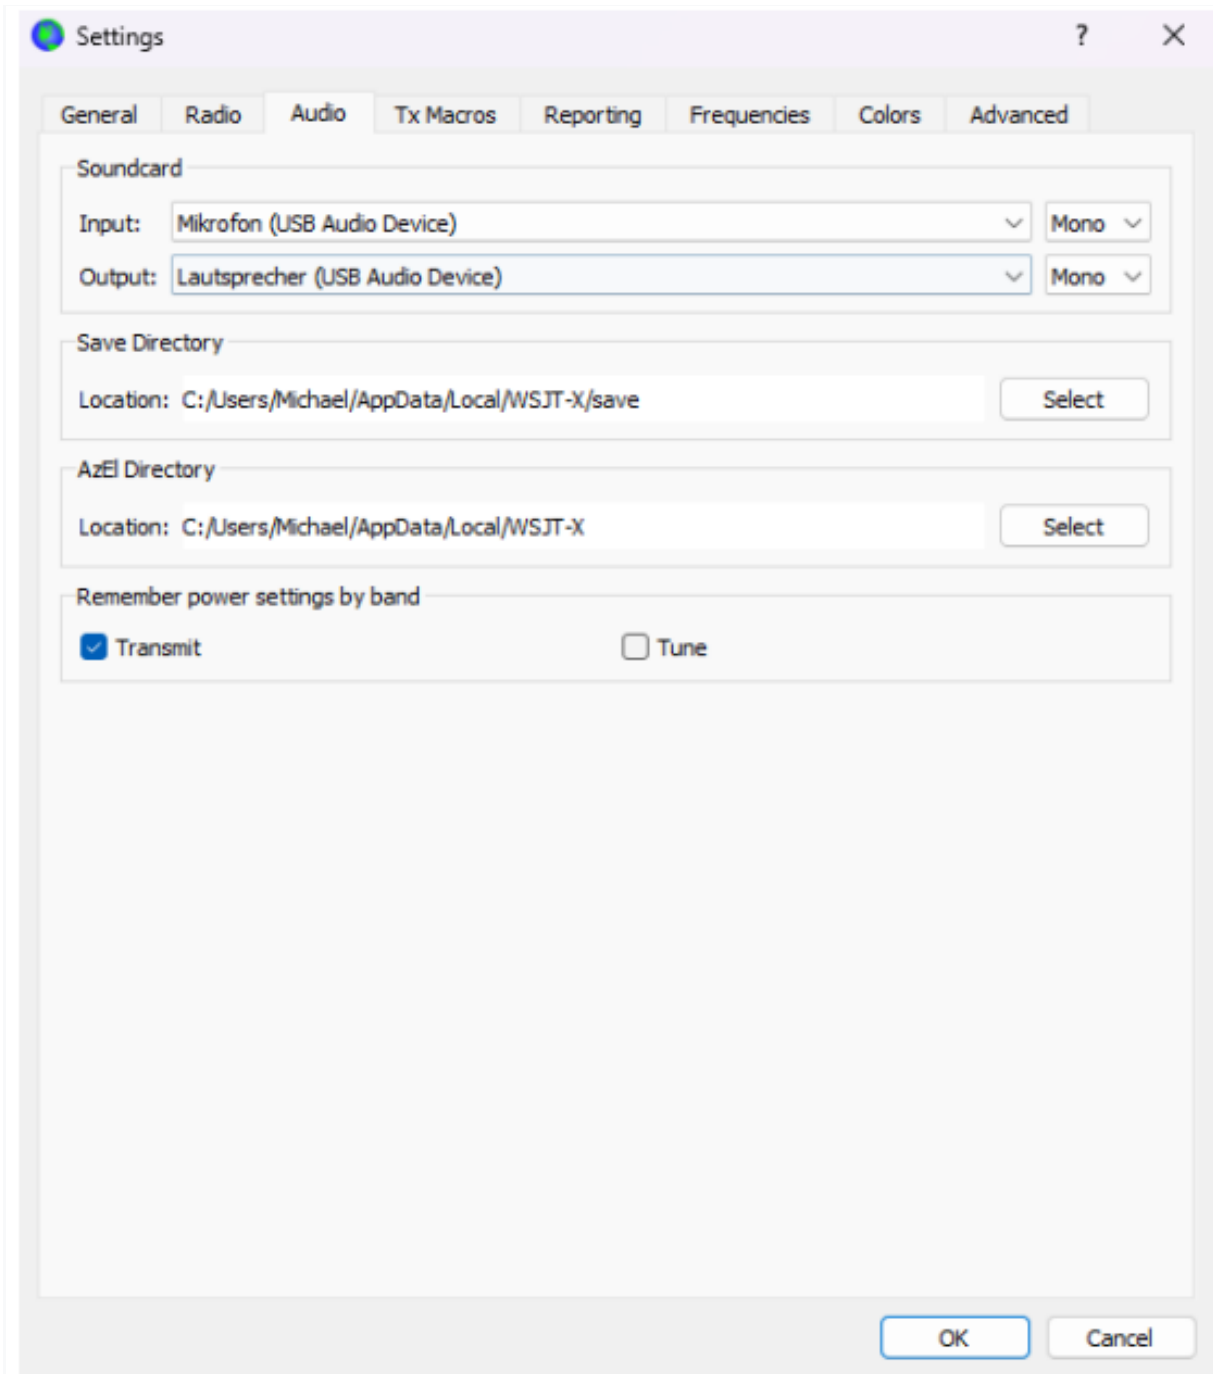 Settings ?
General Radio Audio Tx Macros Reporting Frequencies Colors Advanced
Soundcard
Input: Mikrofon (USB Audio Device) Mono
Output: Lautsprecher (USB Audio Device) Mono
Save Directory
Location: C:/Users/Michael/AppData/Local/WSJT-X/save Select
AzEl Directory
Location: C:/Users/Michael/AppData/Local/WSJT-X Select
Remember power settings by band
Transmit Tune
OK Cancel